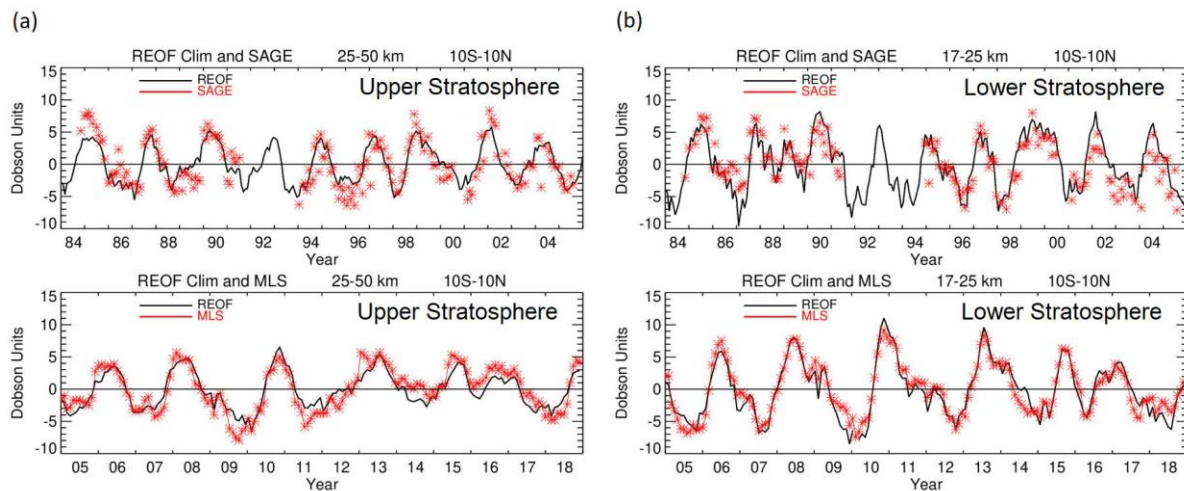 (a)
REOF Clim and SAGE 25-50 km 10S-10N
REOF
SAGE
Upper Stratosphere
Dobson Units
15
10
5
0
-5
-10
84 86 88 90 92 94 96 98 00 02 04
Year
REOF Clim and MLS 25-50 km 10S-10N
REOF
MLS
Upper Stratosphere
Dobson Units
15
10
5
0
-5
-10
05 06 07 08 09 10 11 12 13 14 15 16 17 18
Year
(b)
REOF Clim and SAGE 17-25 km 10S-10N
REOF
SAGE
Lower Stratosphere
Dobson Units
15
10
5
0
-5
-10
84 86 88 90 92 94 96 98 00 02 04
Year
REOF Clim and MLS 17-25 km 10S-10N
REOF
MLS
Lower Stratosphere
Dobson Units
15
10
5
0
-5
-10
05 06 07 08 09 10 11 12 13 14 15 16 17 18
Year